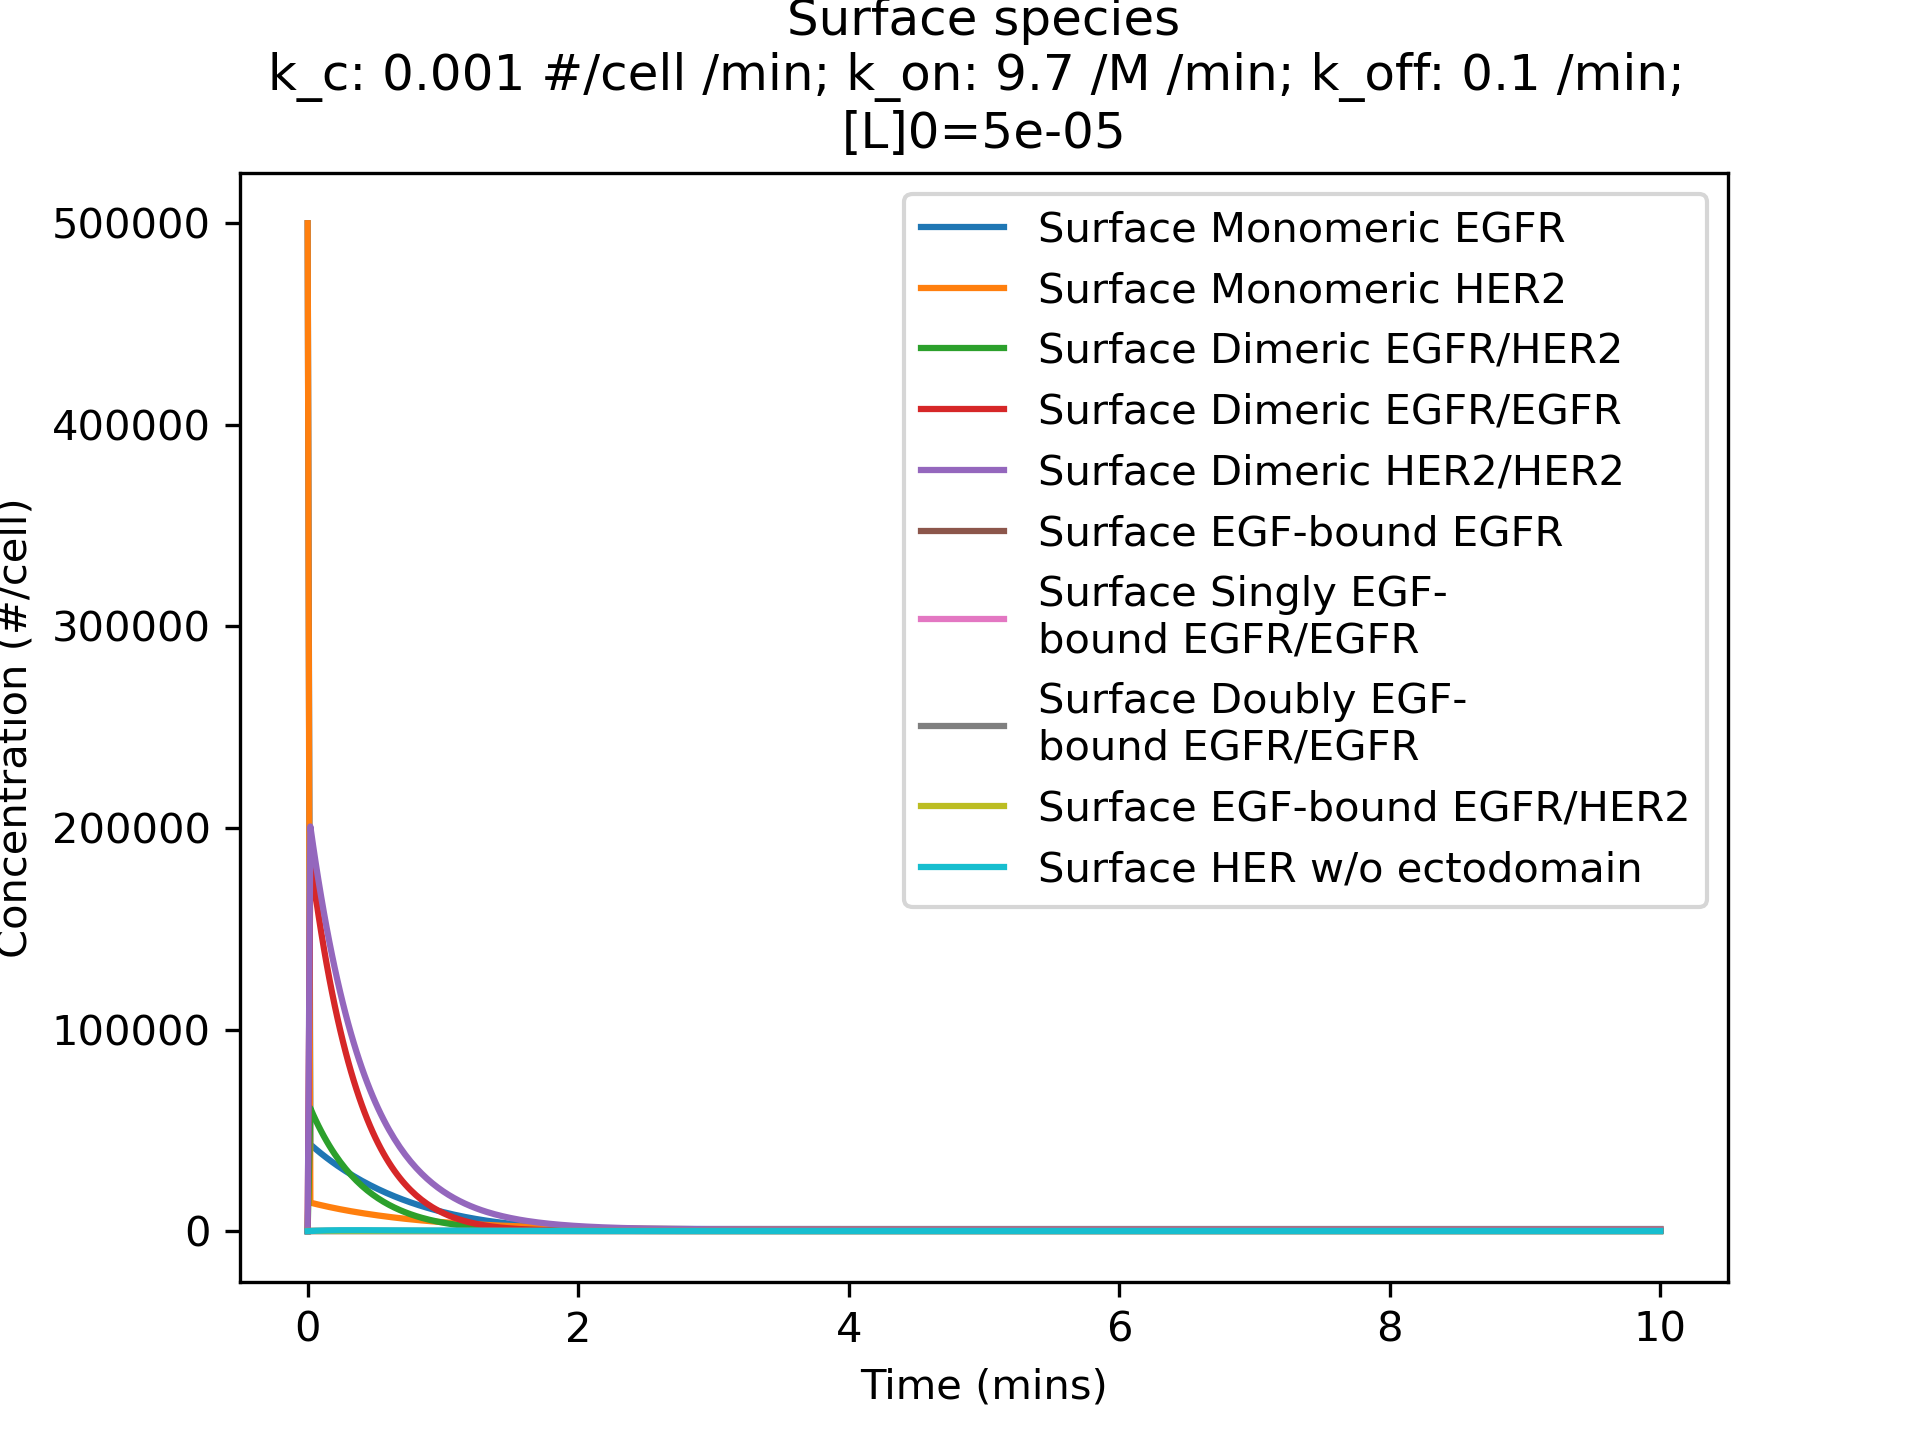 Surface species
k_c: 0.001 #/cell /min; k_on: 9.7 /M /min; k_off: 0.1 /min;
[L]0=5e-05
500000
400000
300000
200000
100000
0
Concentration (#/cell)
Surface Monomeric EGFR
Surface Monomeric HER2
Surface Dimeric EGFR/HER2
Surface Dimeric EGFR/EGFR
Surface Dimeric HER2/HER2
Surface EGF-bound EGFR
Surface Singly EGF-
bound EGFR/EGFR
Surface Doubly EGF-
bound EGFR/EGFR
Surface EGF-bound EGFR/HER2
Surface HER w/o ectodomain
0 2 4 6 8 10
Time (mins)